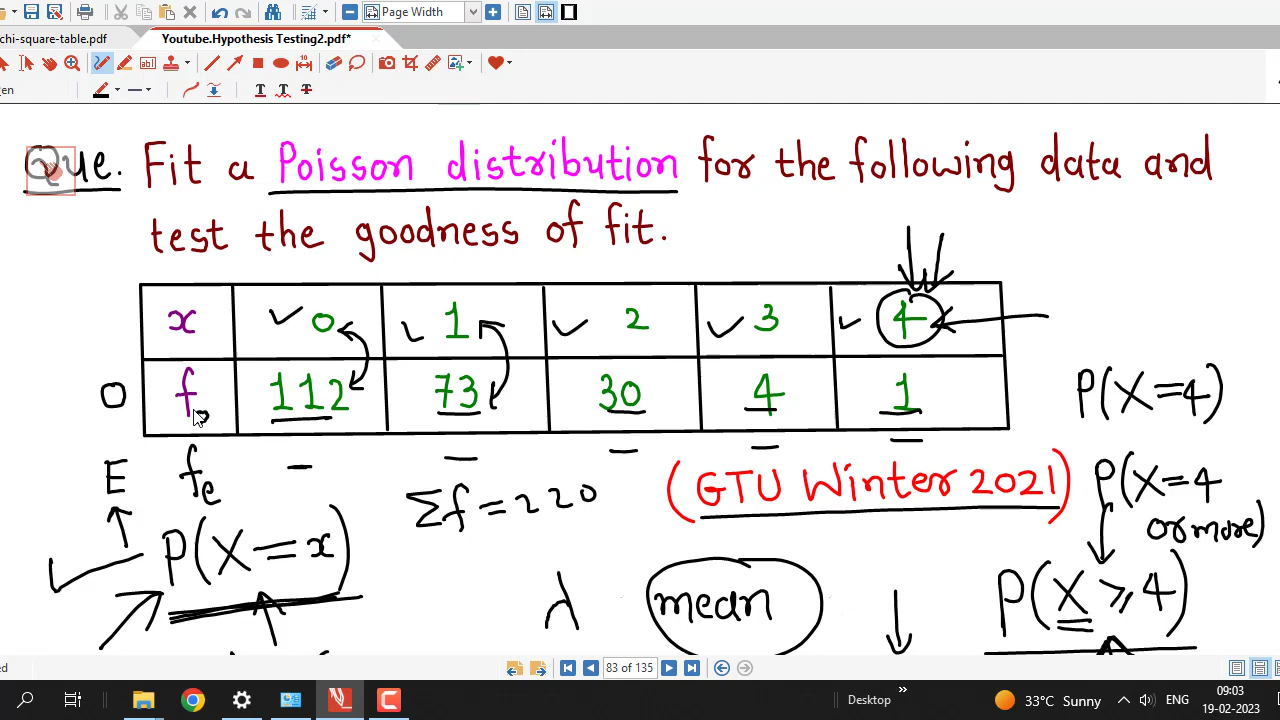 Page Width
chi-square-table.pdf
Youtube.Hypothesis Testing2.pdf*
Que. Fit a Poisson distribution for the following data and
test the goodness of fit.
x 0 1 2 3 4
O f₀ 112 73 30 4 1
P(X=4)
E fₑ
Σf=220
(GTU Winter 2021)
P(X=4
or more)
P(X=x)
λ mean
P(X⩾4)
83 of 135
Desktop
»
33°C Sunny
ENG
09:03
19-02-2023